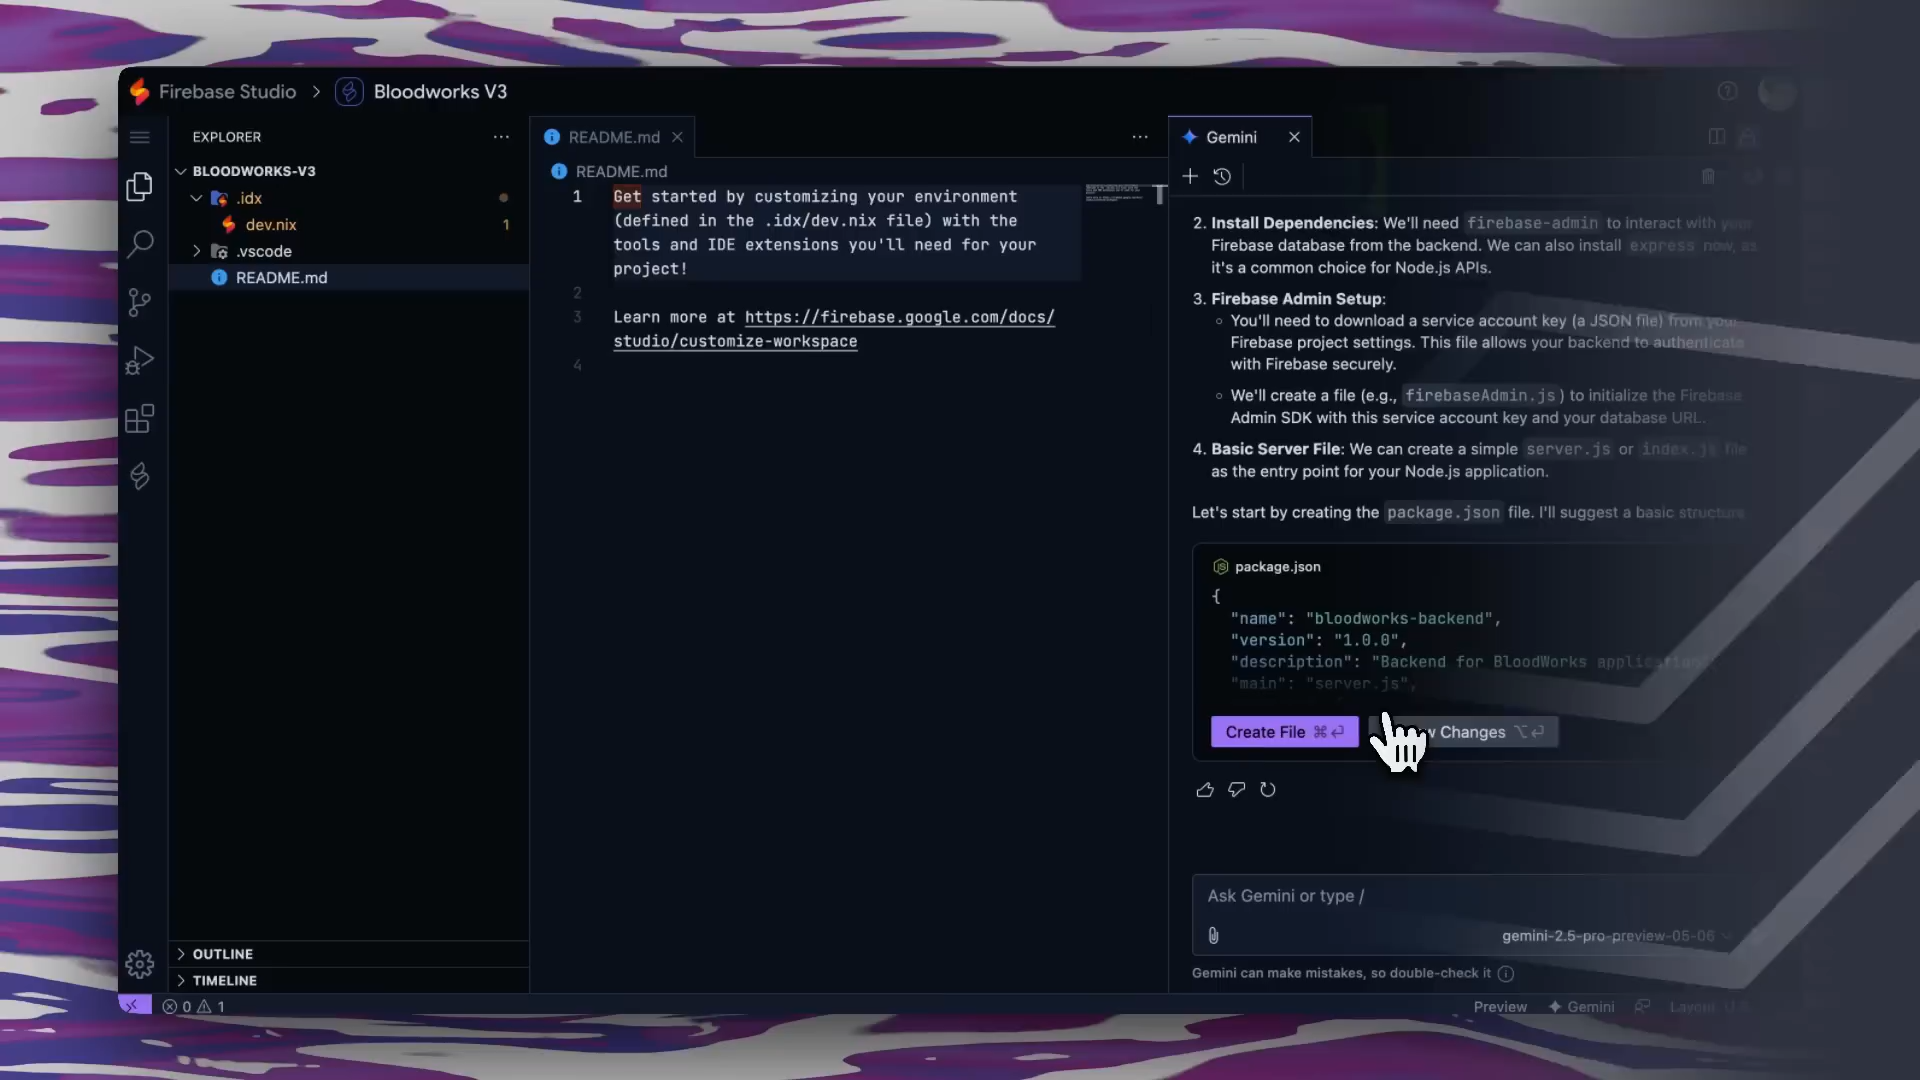 Firebase Studio > Bloodworks V3
EXPLORER
BLOODWORKS-V3
.idx
dev.nix 1
.vscode
README.md
OUTLINE
TIMELINE
README.md
README.md
1 Get started by customizing your environment
(defined in the .idx/dev.nix file) with the
tools and IDE extensions you'll need for your
project!
2
3 Learn more at https://firebase.google.com/docs/
studio/customize-workspace
4
Gemini
2. Install Dependencies: We'll need firebase-admin to interact with your
Firebase database from the backend. We can also install express now, as
it's a common choice for Node.js APIs.
3. Firebase Admin Setup:
You'll need to download a service account key (a JSON file) from your
Firebase project settings. This file allows your backend to authenticate
with Firebase securely.
We'll create a file (e.g., firebaseAdmin.js) to initialize the Firebase
Admin SDK with this service account key and your database URL.
4. Basic Server File: We can create a simple server.js or index.js file
as the entry point for your Node.js application.
Let's start by creating the package.json file. I'll suggest a basic structure
package.json
{
"name": "bloodworks-backend",
"version": "1.0.0",
"description": "Backend for BloodWorks application"
"main": "server.js",
Create File ⌘⏎
Changes ⌥⏎
Ask Gemini or type /
gemini-2.5-pro-preview-05-06
Gemini can make mistakes, so double-check it
0 1
Preview Gemini Layout